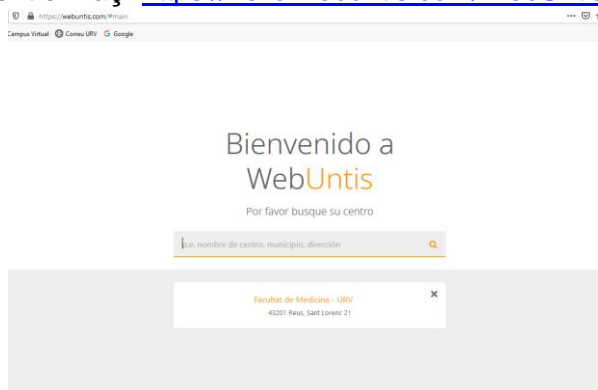 https://webuntis.com/#main
Campus Virtual Correu URV Google
Bienvenido a
WebUntis
Por favor busque su centro
p.e. nombre de centro, municipio, dirección
Facultat de Medicina - URV
43201 Reus, Sant Llorenc 21